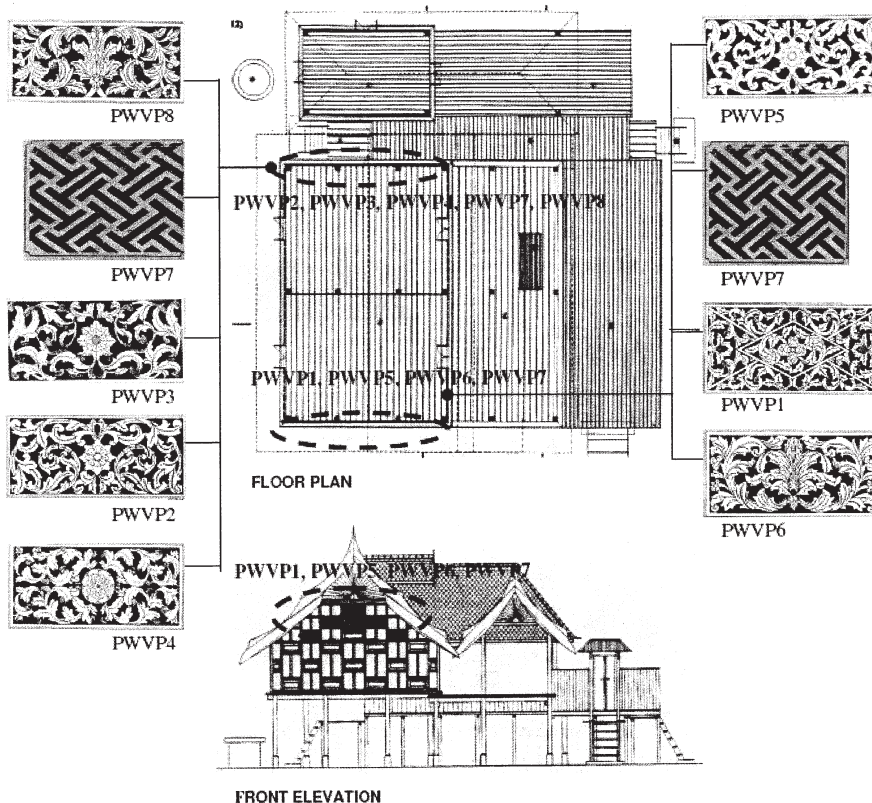 12)
PWVP8
PWVP5
PWVP2, PWVP3, PWVP4, PWVP7, PWVP8
PWVP7
PWVP7
PWVP1, PWVP5, PWVP6, PWVP7
PWVP3
PWVP1
FLOOR PLAN
PWVP2
PWVP6
PWVP1, PWVP5, PWVP6, PWVP7
PWVP4
FRONT ELEVATION